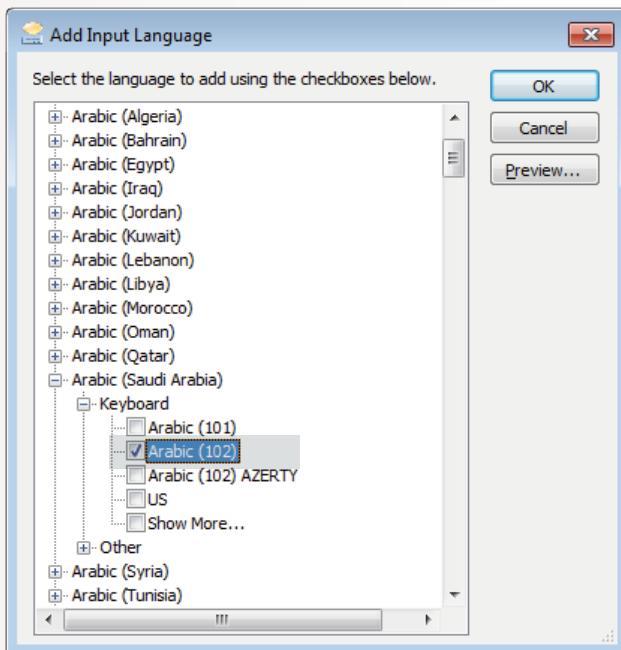 Add Input Language
Select the language to add using the checkboxes below.
OK
Cancel
Preview...
Arabic (Algeria)
Arabic (Bahrain)
Arabic (Egypt)
Arabic (Iraq)
Arabic (Jordan)
Arabic (Kuwait)
Arabic (Lebanon)
Arabic (Libya)
Arabic (Morocco)
Arabic (Oman)
Arabic (Qatar)
Arabic (Saudi Arabia)
Keyboard
Arabic (101)
Arabic (102)
Arabic (102) AZERTY
US
Show More...
Other
Arabic (Syria)
Arabic (Tunisia)